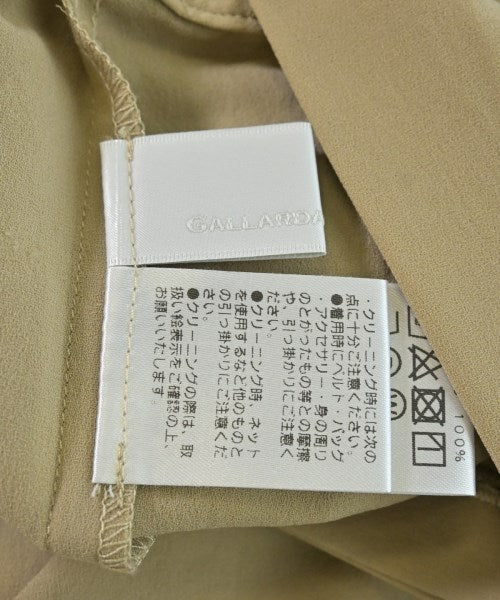 GALLARDA
・クリーニング時には次の
点に十分ご注意ください。
●着用時にベルト・バッグ
・アクセサリー・身の周り
のとがったもの等との摩擦
や、引っ掛かりにご注意く
ださい。
●クリーニング時、ネット
を使用するなど他のものと
の引っ掛かりにご注意くだ
さい。
●クリーニングの際は、取
扱い絵表示をご確認の上、
お願いいたします
100%